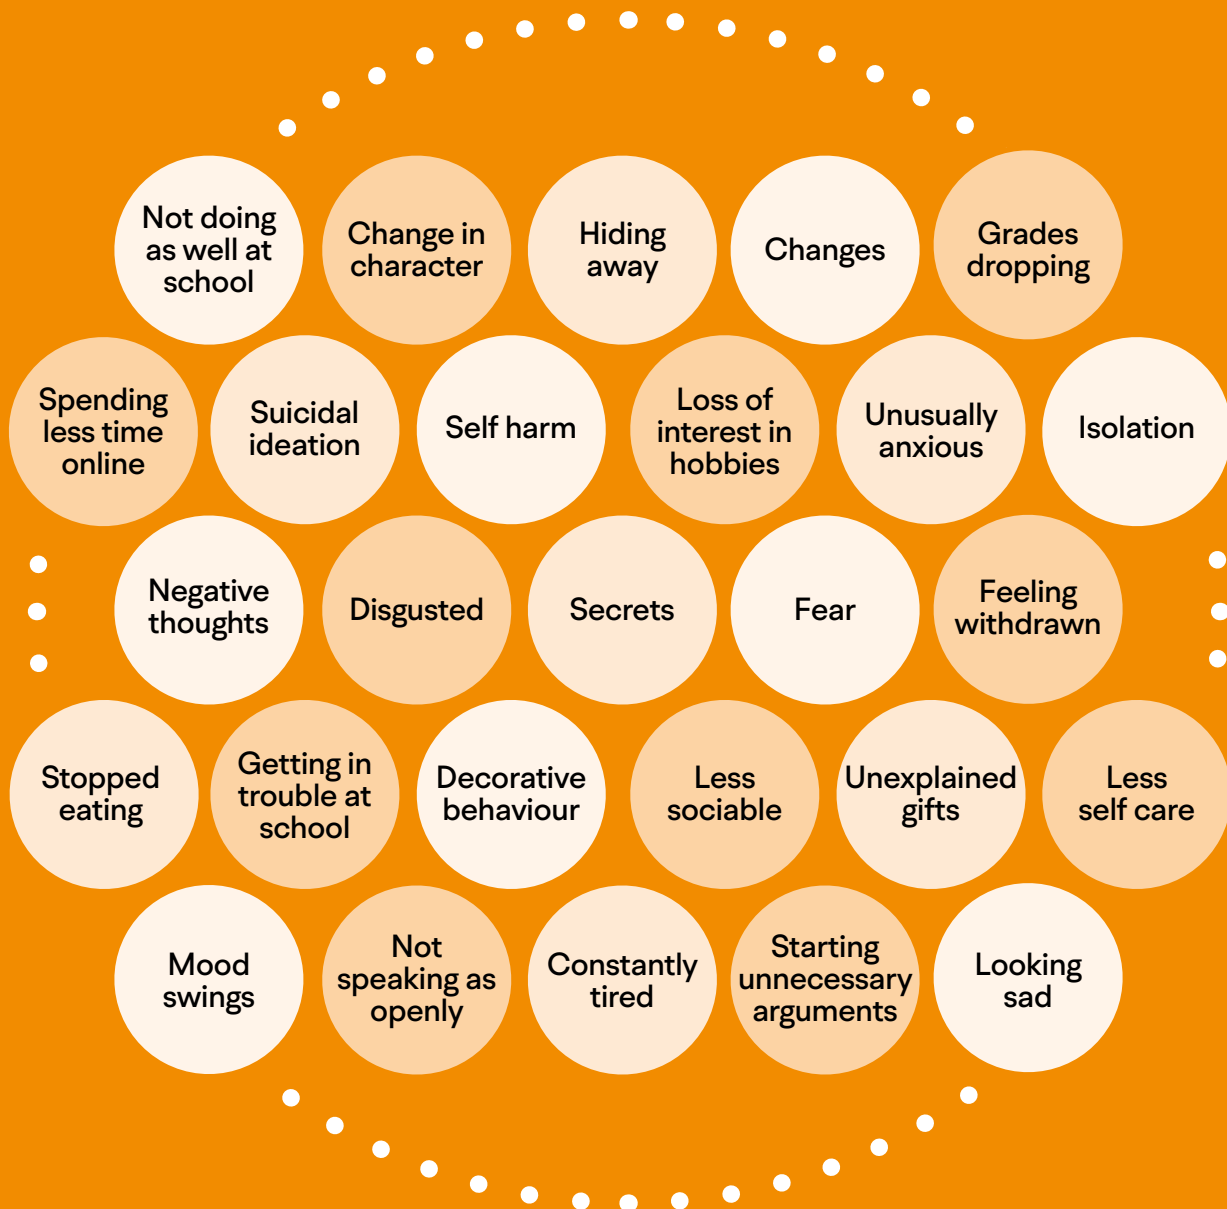 Not doing
as well at
school
Change in
character
Hiding
away
Changes
Grades
dropping
Spending
less time
online
Suicidal
ideation
Self harm
Loss of
interest in
hobbies
Unusually
anxious
Isolation
Negative
thoughts
Disgusted
Secrets
Fear
Feeling
withdrawn
Stopped
eating
Getting in
trouble at
school
Decorative
behaviour
Less
sociable
Unexplained
gifts
Less
self care
Mood
swings
Not
speaking as
openly
Constantly
tired
Starting
unnecessary
arguments
Looking
sad